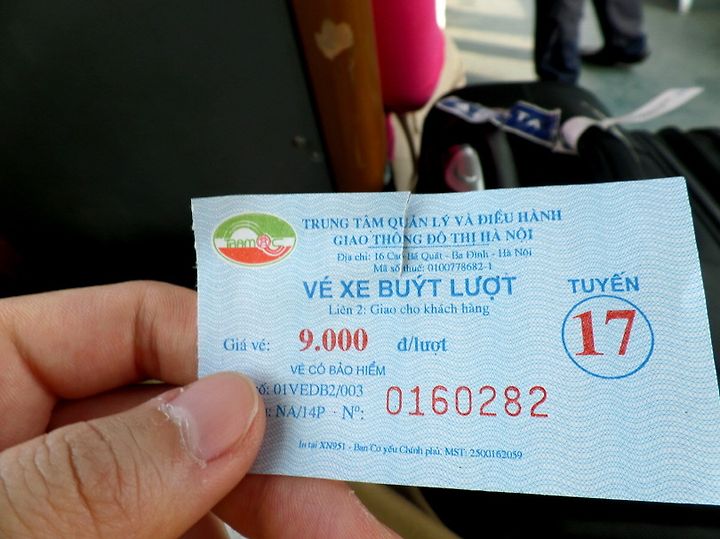 TRUNG TÂM QUẢN LÝ VÀ ĐIỀU HÀNH
GIAO THÔNG ĐÔ THỊ HÀ NỘI
Địa chỉ: 16 Cao Bá Quát - Ba Đình - Hà Nội
Mã số thuế: 0100778682-1
VÉ XE BUÝT LƯỢT
Liên 2: Giao cho khách hàng
TUYẾN
17
Giá vé: 9.000 đ/lượt
VÉ CÓ BẢO HIỂM
01VEDB2/003
NA/14P - Nº: 0160282
In tại XN951 - Ban Cơ yếu Chính phủ. MST: 2500162059